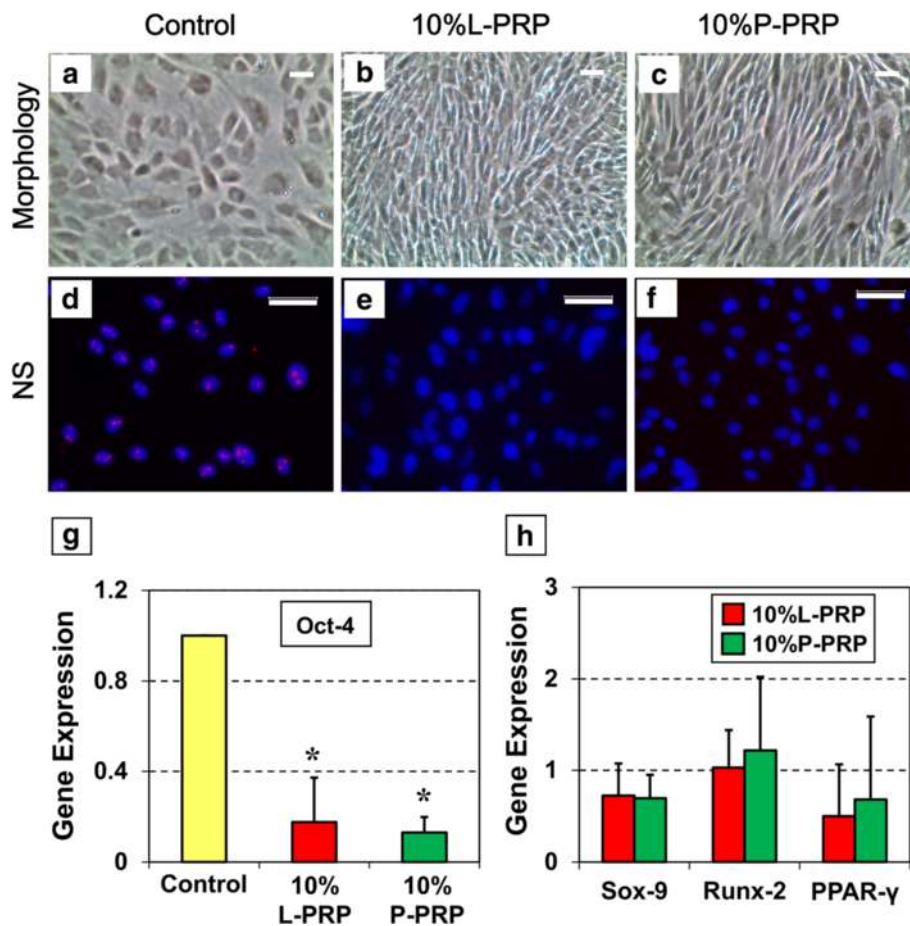 Control 10%L-PRP 10%P-PRP
Morphology
a b c
NS
d e f
g
Gene Expression
1.2
0.8
0.4
0
Oct-4
*
*
Control 10% L-PRP 10% P-PRP
h
Gene Expression
3
2
1
0
10%L-PRP
10%P-PRP
Sox-9 Runx-2 PPAR-γ